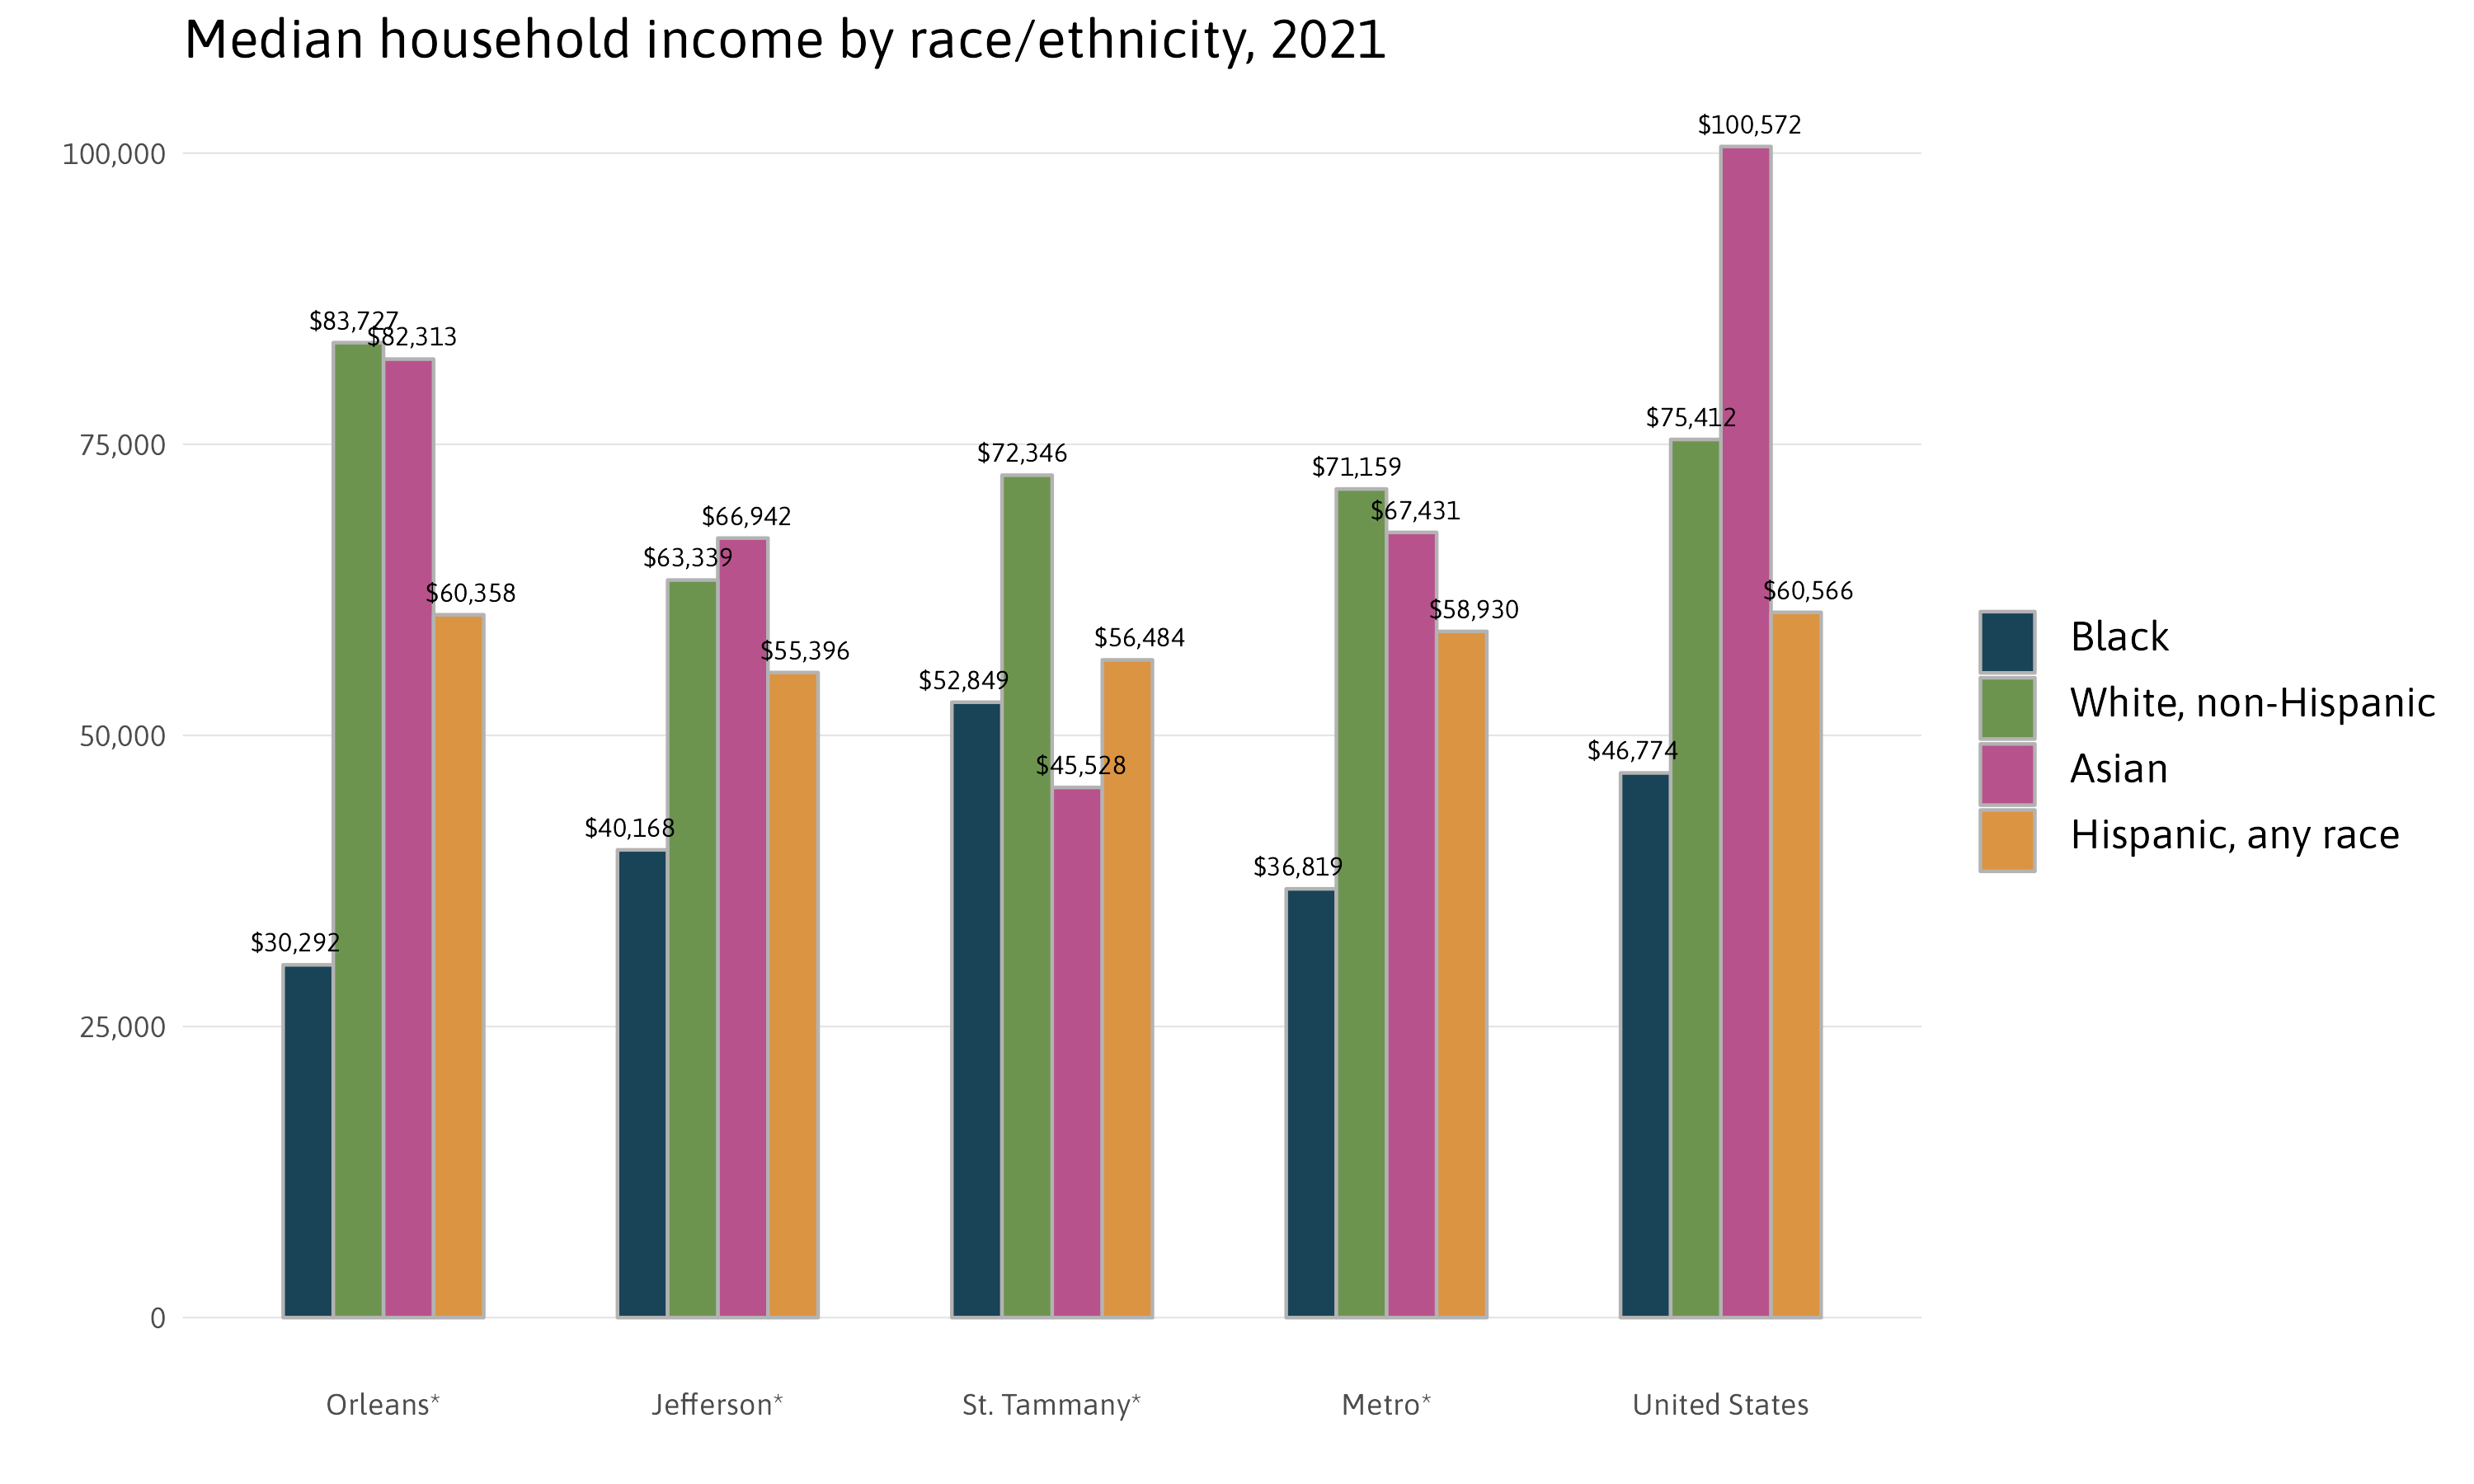 Median household income by race/ethnicity, 2021
100,000
75,000
50,000
25,000
0
$30,292
$83,727
$82,313
$60,358
$40,168
$63,339
$66,942
$55,396
$52,849
$72,346
$45,528
$56,484
$36,819
$71,159
$67,431
$58,930
$46,774
$75,412
$100,572
$60,566
Orleans*
Jefferson*
St. Tammany*
Metro*
United States
Black
White, non-Hispanic
Asian
Hispanic, any race